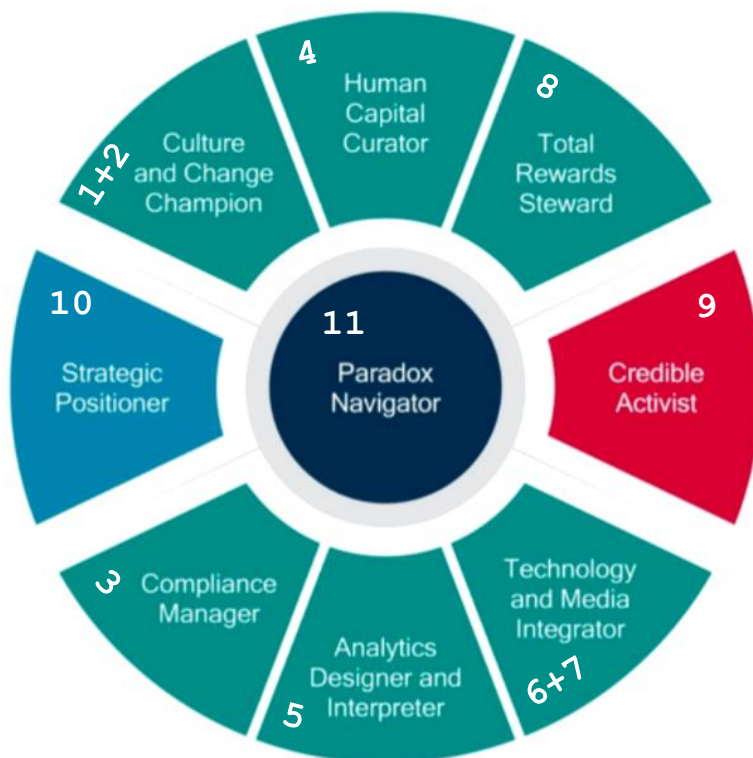 4
Human
Capital
Curator
8
Total
Rewards
Steward
1+2
Culture
and Change
Champion
10
Strategic
Positioner
11
Paradox
Navigator
9
Credible
Activist
3
Compliance
Manager
5
Analytics
Designer and
Interpreter
Technology
and Media
Integrator
6+7